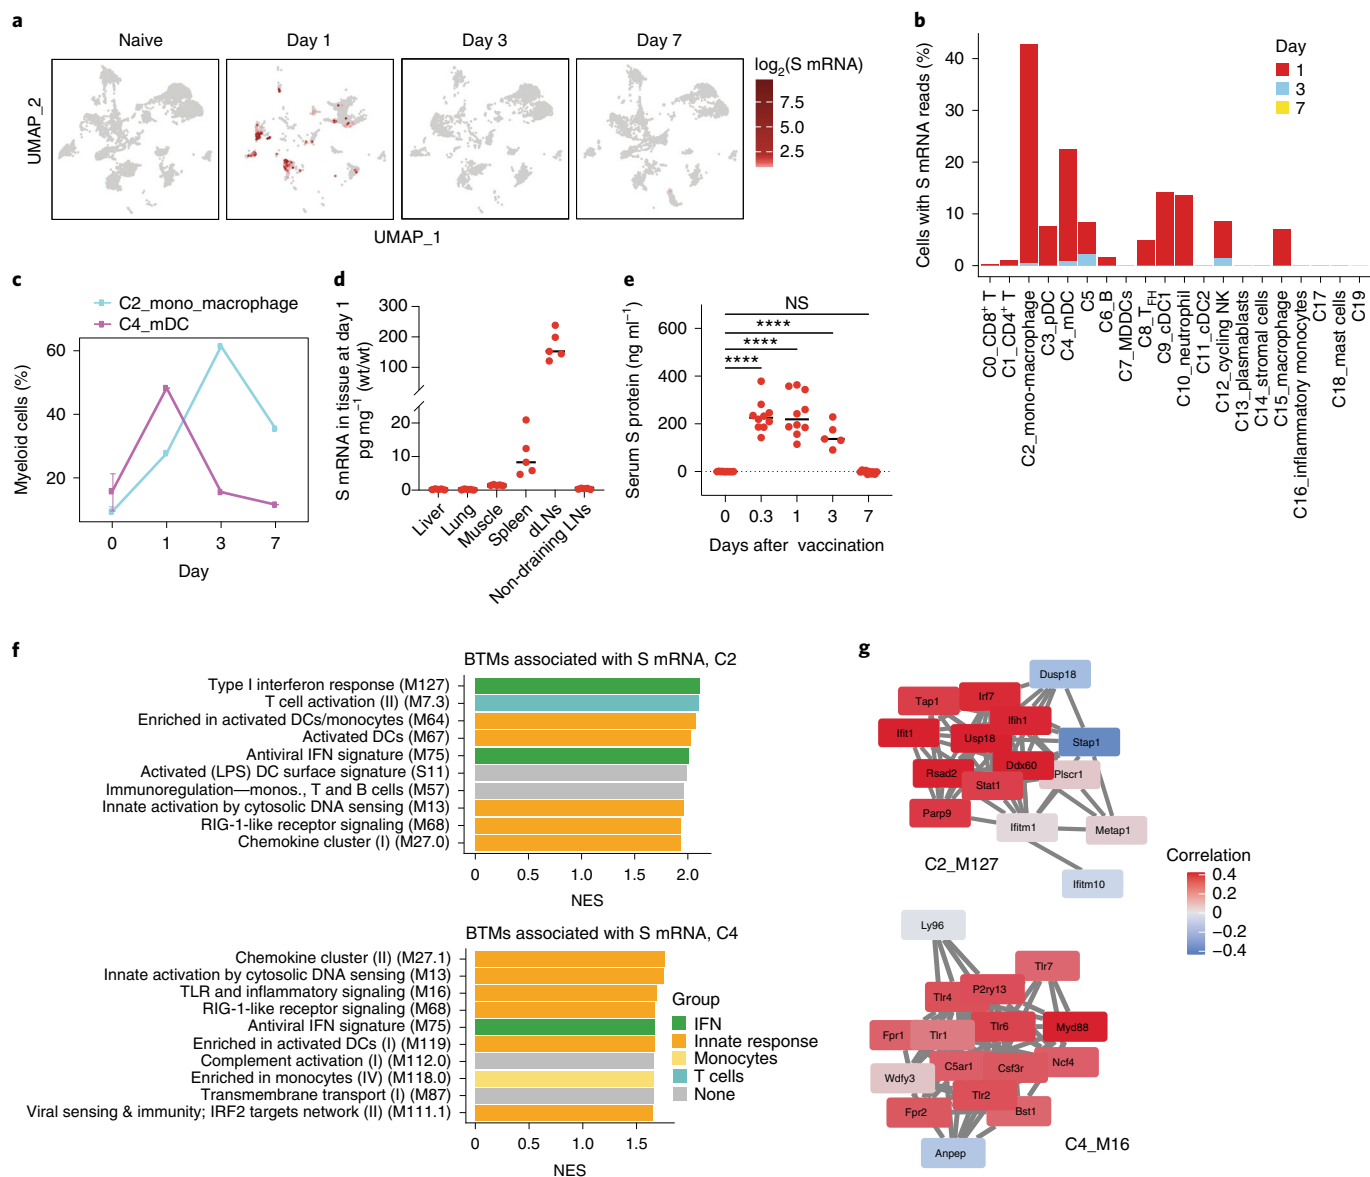 a
Naive
Day 1
Day 3
Day 7
UMAP_2
UMAP_1
log2(S mRNA)
7.5
5.0
2.5
b
Cells with S mRNA reads (%)
40
30
20
10
0
Day
1
3
7
C0_CD8+ T
C1_CD4+ T
C2_mono-macrophage
C3_pDC
C4_mDC
C5
C6_B
C7_MDDCs
C8_TFH
C9_cDC1
C10_neutrophil
C11_cDC2
C12_cycling NK
C13_plasmablasts
C14_stromal cells
C15_macrophage
C16_inflammatory monocytes
C17
C18_mast cells
C19
c
C2_mono_macrophage
C4_mDC
Myeloid cells (%)
60
40
20
0 1 3 7
Day
d
S mRNA in tissue at day 1
pg mg−1 (wt/wt)
300
200
100
20
10
0
Liver
Lung
Muscle
Spleen
dLNs
Non-draining LNs
e
Serum S protein (ng ml−1)
NS
****
****
****
600
400
200
0
0 0.3 1 3 7
Days after vaccination
f
BTMs associated with S mRNA, C2
Type I interferon response (M127)
T cell activation (II) (M7.3)
Enriched in activated DCs/monocytes (M64)
Activated DCs (M67)
Antiviral IFN signature (M75)
Activated (LPS) DC surface signature (S11)
Immunoregulation—monos., T and B cells (M57)
Innate activation by cytosolic DNA sensing (M13)
RIG-1-like receptor signaling (M68)
Chemokine cluster (I) (M27.0)
0 0.5 1.0 1.5 2.0
NES
BTMs associated with S mRNA, C4
Chemokine cluster (II) (M27.1)
Innate activation by cytosolic DNA sensing (M13)
TLR and inflammatory signaling (M16)
RIG-1-like receptor signaling (M68)
Antiviral IFN signature (M75)
Enriched in activated DCs (I) (M119)
Complement activation (I) (M112.0)
Enriched in monocytes (IV) (M118.0)
Transmembrane transport (I) (M87)
Viral sensing & immunity; IRF2 targets network (II) (M111.1)
0 0.5 1.0 1.5
NES
Group
IFN
Innate response
Monocytes
T cells
None
g
Dusp18
Tap1
Irf7
Ifih1
Ifit1
Usp18
Stap1
Ddx60
Rsad2
Plscr1
Stat1
Parp9
Ifitm1
Metap1
Ifitm10
C2_M127
Correlation
0.4
0.2
0
−0.2
−0.4
Ly96
Tlr7
Tlr4
P2ry13
Fpr1
Tlr1
Tlr6
Myd88
C5ar1
Csf3r
Ncf4
Wdfy3
Tlr2
Fpr2
Bst1
Anpep
C4_M16